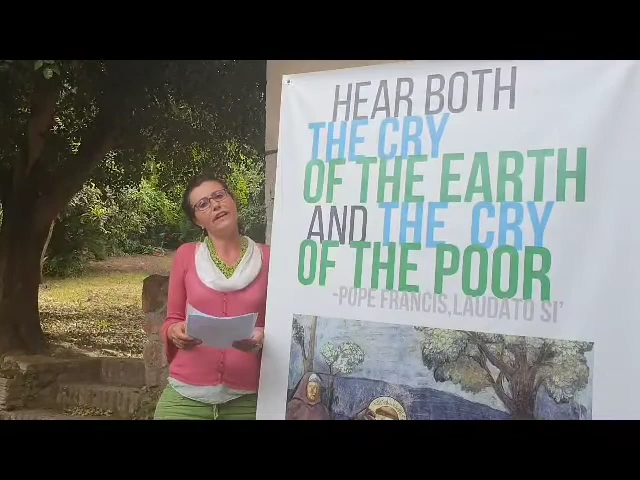 HEAR BOTH
THE CRY
OF THE EARTH
AND THE CRY
OF THE POOR
-POPE FRANCIS, LAUDATO SI'